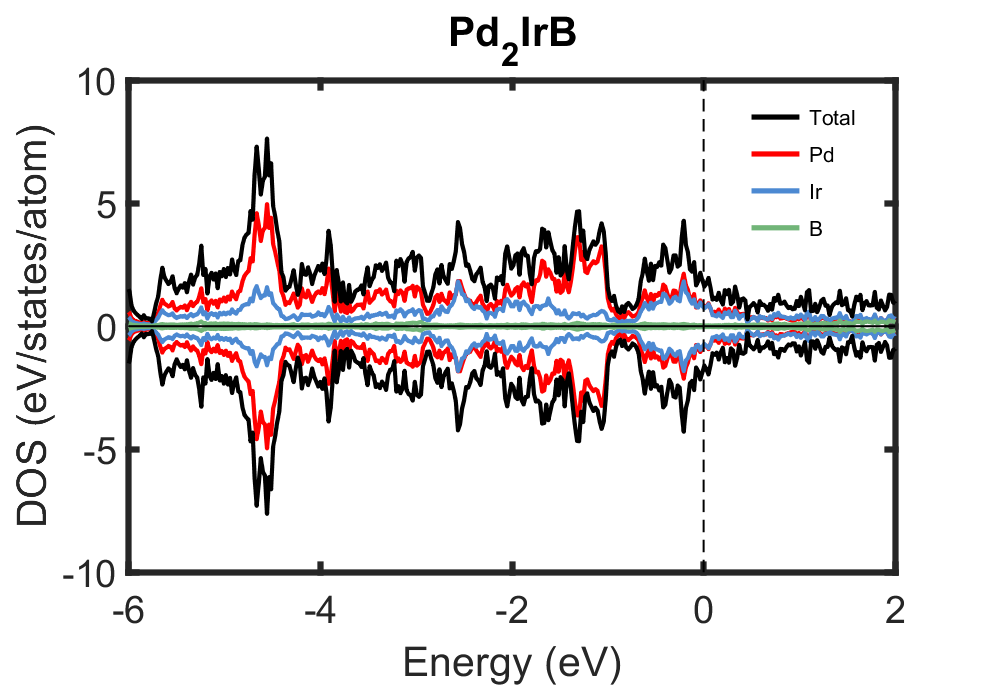 Pd₂IrB
10
5
0
-5
-10
DOS (eV/states/atom)
Total
Pd
Ir
B
-6
-4
-2
0
2
Energy (eV)